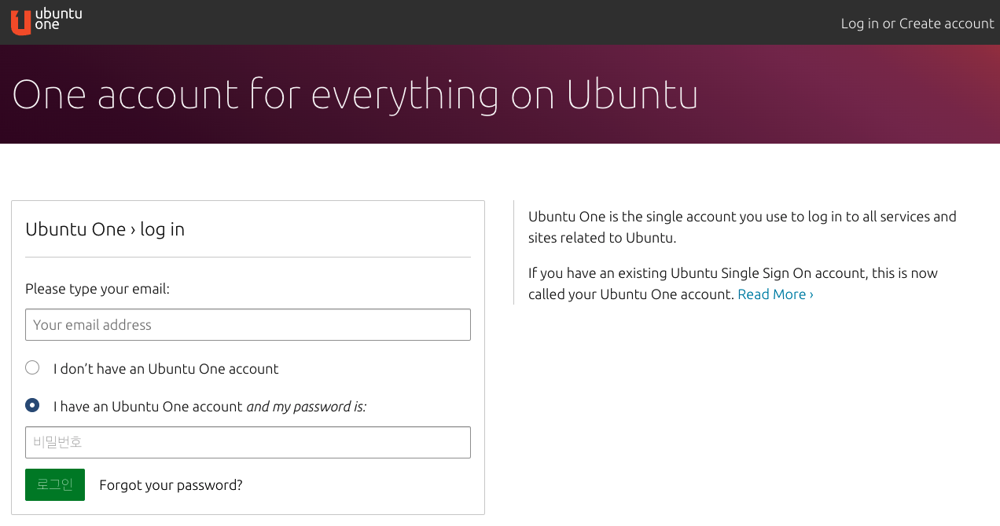 ubuntu
one
Log in or Create account
One account for everything on Ubuntu
Ubuntu One › log in
Please type your email:
Your email address
I don’t have an Ubuntu One account
I have an Ubuntu One account and my password is:
비밀번호
로그인
Forgot your password?
Ubuntu One is the single account you use to log in to all services and
sites related to Ubuntu.
If you have an existing Ubuntu Single Sign On account, this is now
called your Ubuntu One account. Read More ›